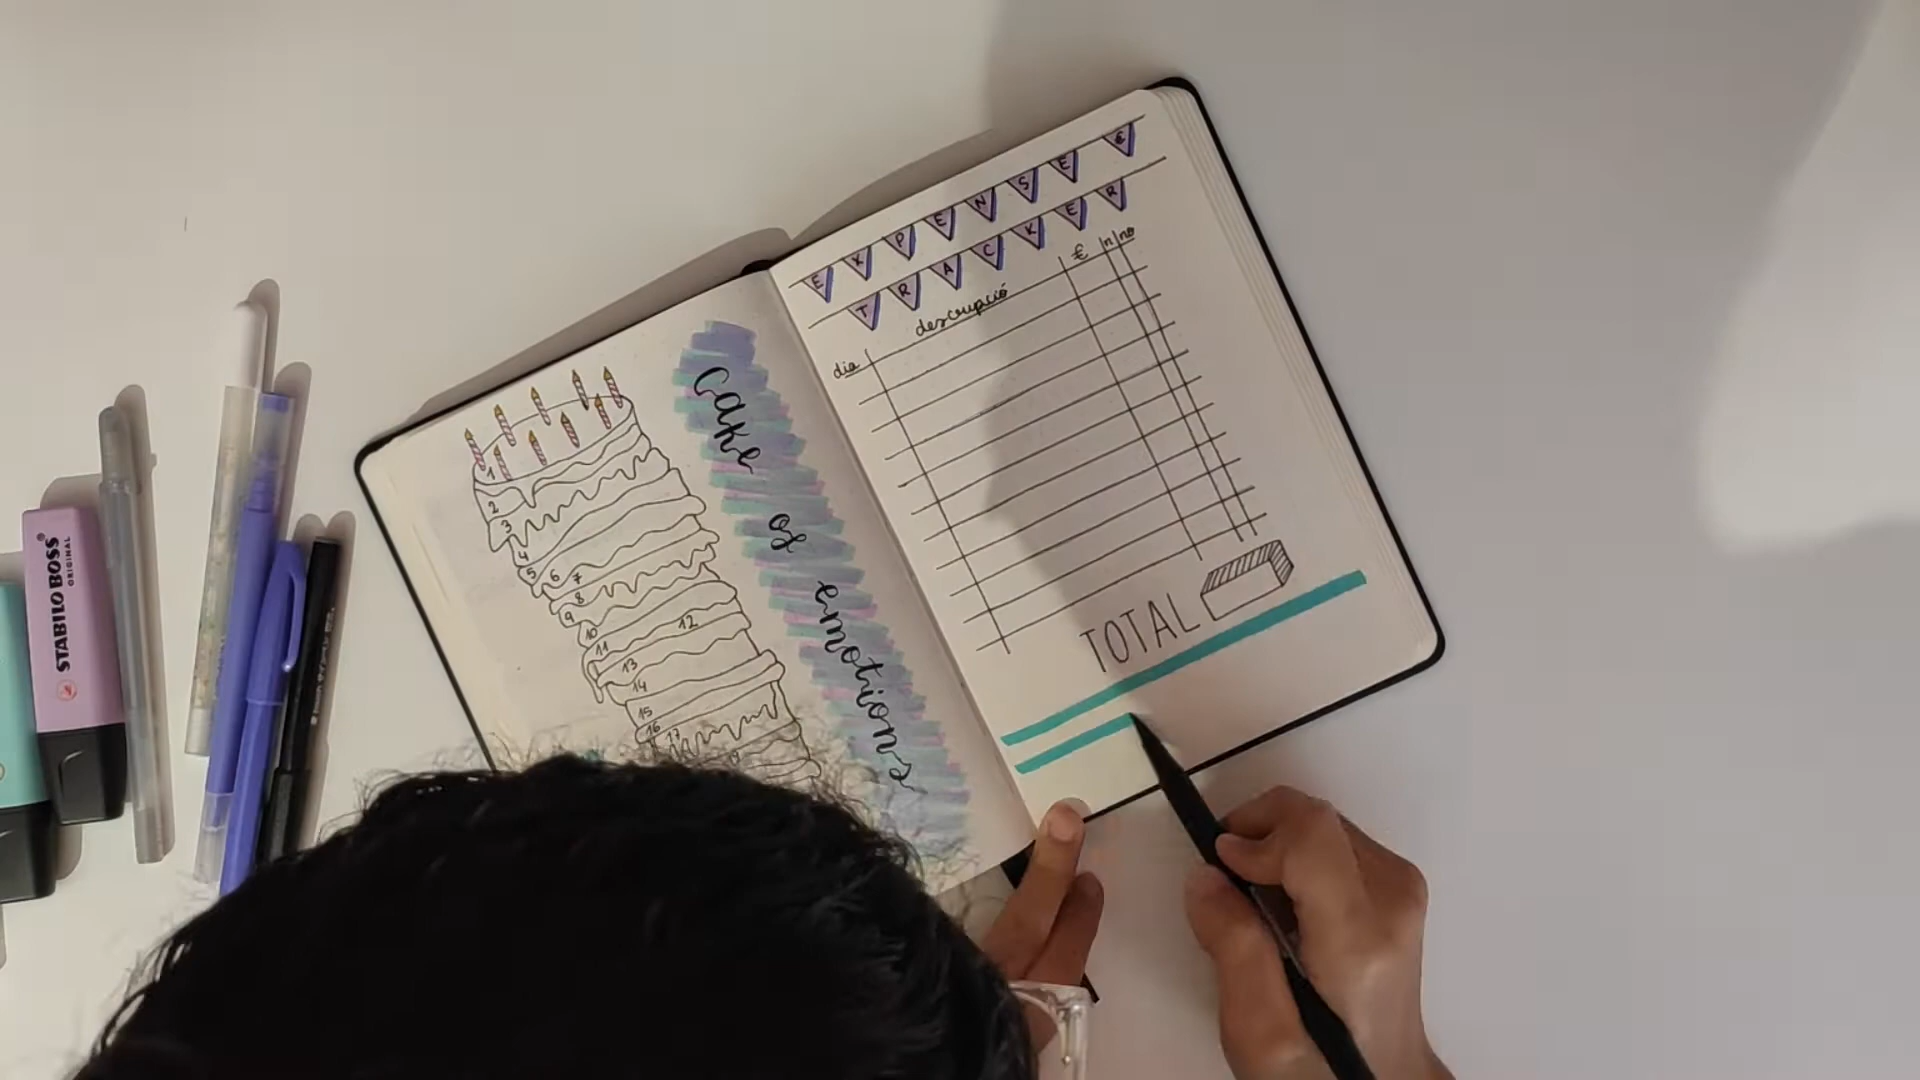 Cake of emotions
1
2
3
4
5 6 7
8
9
10
11 12
13
14
15
16
17
EXPENSE €
TRACKER
dia descripció € n no
TOTAL
STABILO BOSS®
ORIGINAL